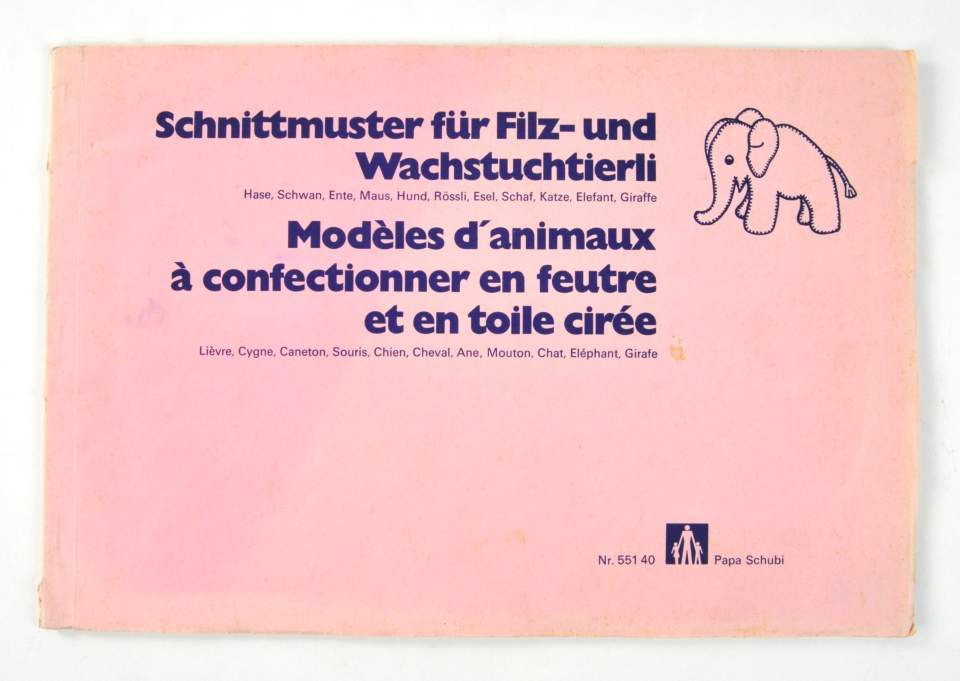 Schnittmuster für Filz- und
Wachstuchtierli
Hase, Schwan, Ente, Maus, Hund, Rössli, Esel, Schaf, Katze, Elefant, Giraffe
Modèles d´animaux
à confectionner en feutre
et en toile cirée
Lièvre, Cygne, Caneton, Souris, Chien, Cheval, Ane, Mouton, Chat, Eléphant, Girafe
Nr. 551 40 Papa Schubi